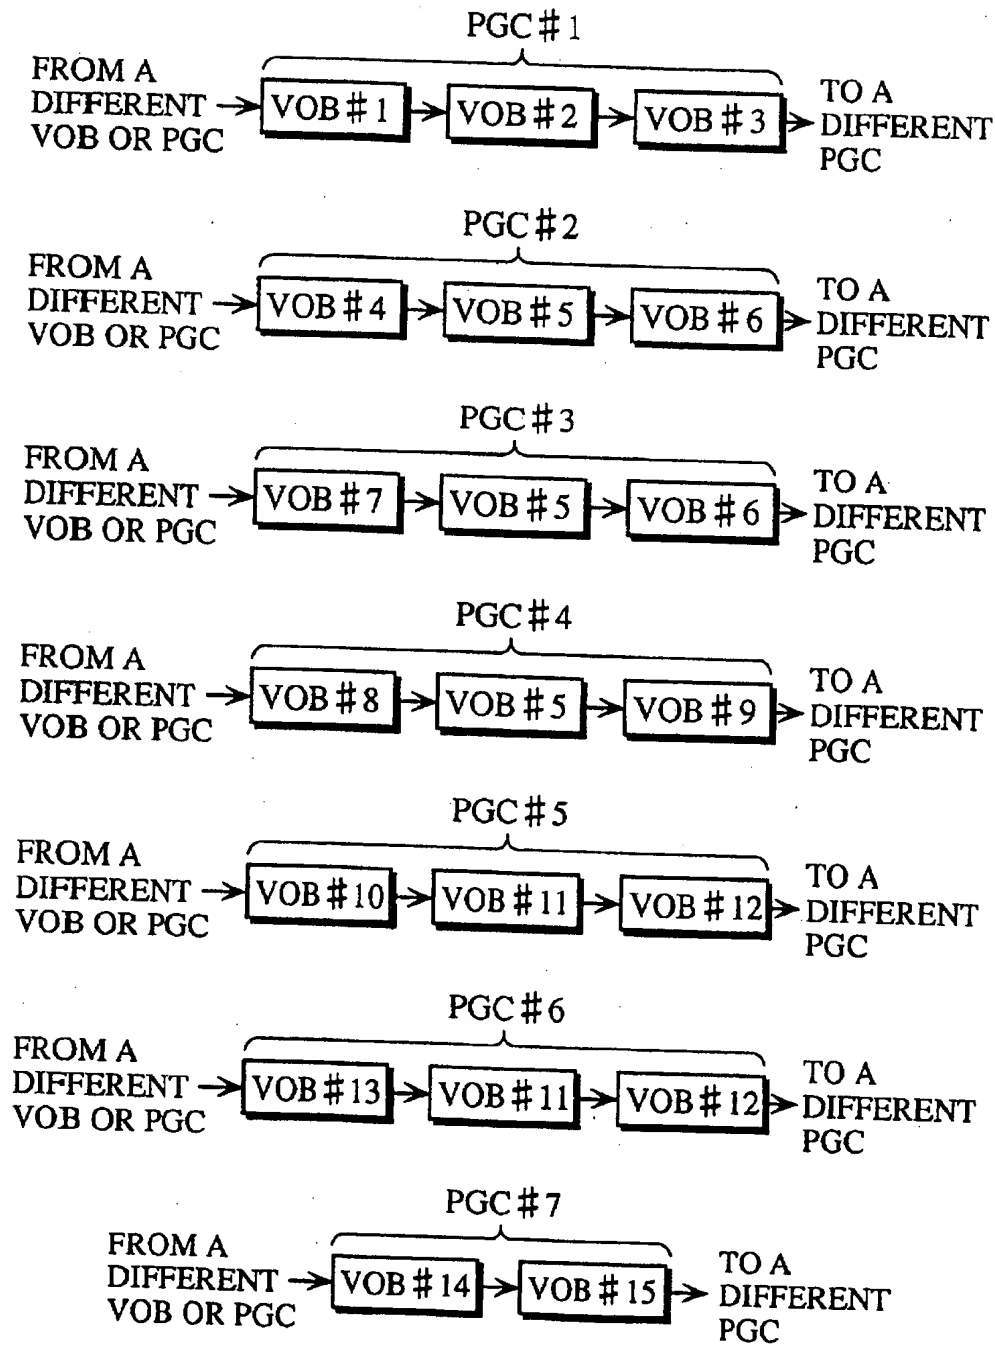 PGC#1
FROM A
DIFFERENT
VOB OR PGC
VOB#1
VOB#2
VOB#3
TO A
DIFFERENT
PGC
PGC#2
FROM A
DIFFERENT
VOB OR PGC
VOB#4
VOB#5
VOB#6
TO A
DIFFERENT
PGC
PGC#3
FROM A
DIFFERENT
VOB OR PGC
VOB#7
VOB#5
VOB#6
TO A
DIFFERENT
PGC
PGC#4
FROM A
DIFFERENT
VOB OR PGC
VOB#8
VOB#5
VOB#9
TO A
DIFFERENT
PGC
PGC#5
FROM A
DIFFERENT
VOB OR PGC
VOB#10
VOB#11
VOB#12
TO A
DIFFERENT
PGC
PGC#6
FROM A
DIFFERENT
VOB OR PGC
VOB#13
VOB#11
VOB#12
TO A
DIFFERENT
PGC
PGC#7
FROM A
DIFFERENT
VOB OR PGC
VOB#14
VOB#15
TO A
DIFFERENT
PGC